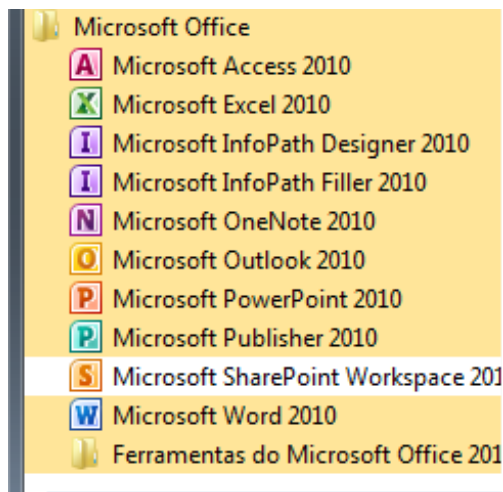 Microsoft Office
A Microsoft Access 2010
X Microsoft Excel 2010
I Microsoft InfoPath Designer 2010
I Microsoft InfoPath Filler 2010
N Microsoft OneNote 2010
O Microsoft Outlook 2010
P Microsoft PowerPoint 2010
P Microsoft Publisher 2010
S Microsoft SharePoint Workspace 201
W Microsoft Word 2010
Ferramentas do Microsoft Office 201